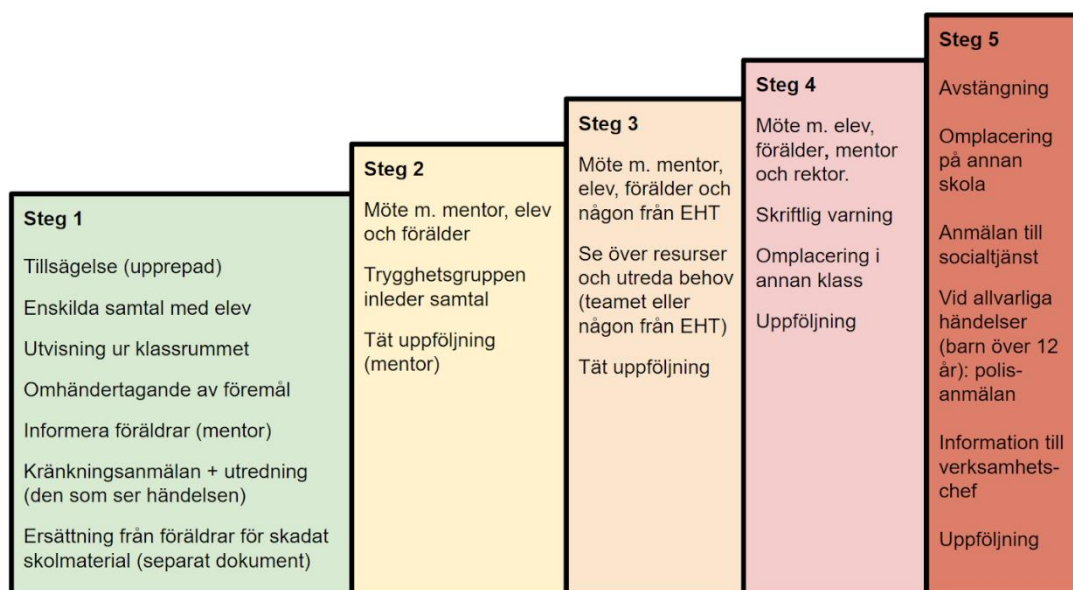 Steg 1
Tillsägelse (upprepad)
Enskilda samtal med elev
Utvisning ur klassrummet
Omhändertagande av föremål
Informera föräldrar (mentor)
Kränkningsanmälan + utredning
(den som ser händelsen)
Ersättning från föräldrar för skadat
skolmaterial (separat dokument)
Steg 2
Möte m. mentor, elev
och förälder
Trygghetsgruppen
inleder samtal
Tät uppföljning
(mentor)
Steg 3
Möte m. mentor,
elev, förälder och
någon från EHT
Se över resurser
och utreda behov
(teamet eller
någon från EHT)
Tät uppföljning
Steg 4
Möte m. elev,
förälder, mentor
och rektor.
Skriftlig varning
Omplacering i
annan klass
Uppföljning
Steg 5
Avstängning
Omplacering
på annan
skola
Anmälan till
socialtjänst
Vid allvarliga
händelser
(barn över 12
år): polis-
anmälan
Information till
verksamhets-
chef
Uppföljning